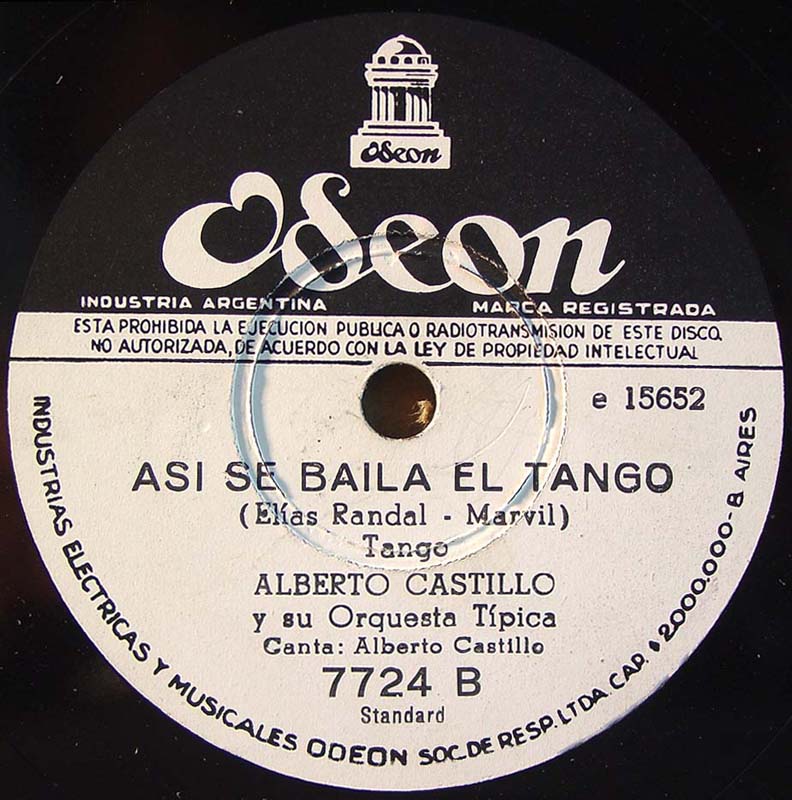 Odeon
Odeon
INDUSTRIA ARGENTINA MARCA REGISTRADA
ESTA PROHIBIDA LA EJECUCION PUBLICA O RADIOTRANSMISION DE ESTE DISCO,
NO AUTORIZADA, DE ACUERDO CON LA LEY DE PROPIEDAD INTELECTUAL
e 15652
ASI SE BAILA EL TANGO
(Elías Randal - Marvil)
Tango
ALBERTO CASTILLO
y su Orquesta Típica
Canta: Alberto Castillo
7724 B
Standard
INDUSTRIAS ELECTRICAS Y MUSICALES ODEON SOC. DE RESP. LTDA. CAP. $ 2.000.000 - B. AIRES